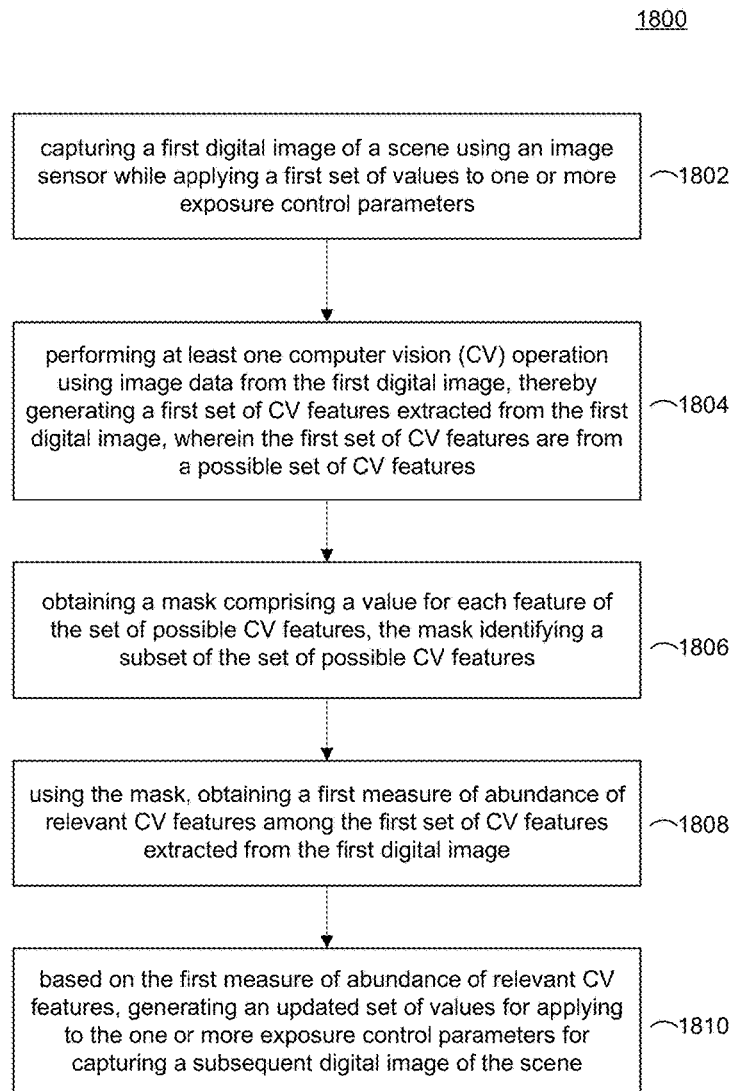 1800
capturing a first digital image of a scene using an image
sensor while applying a first set of values to one or more
exposure control parameters
1802
performing at least one computer vision (CV) operation
using image data from the first digital image, thereby
generating a first set of CV features extracted from the first
digital image, wherein the first set of CV features are from
a possible set of CV features
1804
obtaining a mask comprising a value for each feature of
the set of possible CV features, the mask identifying a
subset of the set of possible CV features
1806
using the mask, obtaining a first measure of abundance of
relevant CV features among the first set of CV features
extracted from the first digital image
1808
based on the first measure of abundance of relevant CV
features, generating an updated set of values for applying
to the one or more exposure control parameters for
capturing a subsequent digital image of the scene
1810